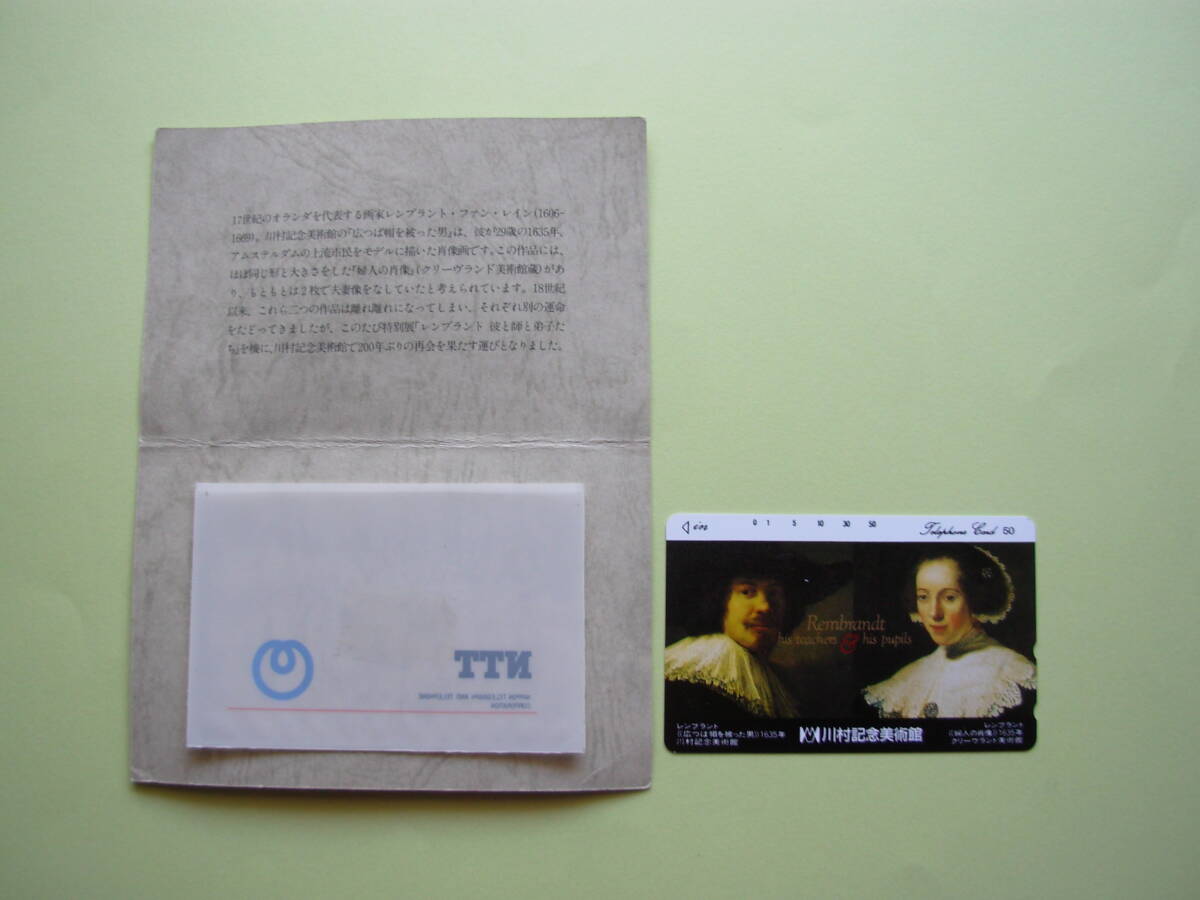 17世紀のオランダを代表する画家レンブラント・ファン・レイン(1606-
1669)。川村記念美術館の『広つば帽を被った男』は、彼が29歳の1635年、
アムステルダムの上流市民をモデルに描いた肖像画です。この作品には、
ほぼ同じ形と大きさをした『婦人の肖像』(クリーヴランド美術館蔵)があ
り、もともとは2枚で夫妻像をなしていたと考えられています。18世紀
以来、これら二つの作品は離れ離れになってしまい、それぞれ別の運命
をたどってきましたが、このたび特別展「レンブラント 彼と師と弟子た
ち」を機に、川村記念美術館で200年ぶりの再会を果たす運びとなりました。
NTT
NIPPON TELEGRAPH AND TELEPHONE
CORPORATION
in
0 1 5 10 30 50
Telephone Card 50
Rembrandt
his teachers & his pupils
レンブラント
《広つば帽を被った男》1635年
川村記念美術館
川村記念美術館
レンブラント
《婦人の肖像》1635年
クリーブランド美術館